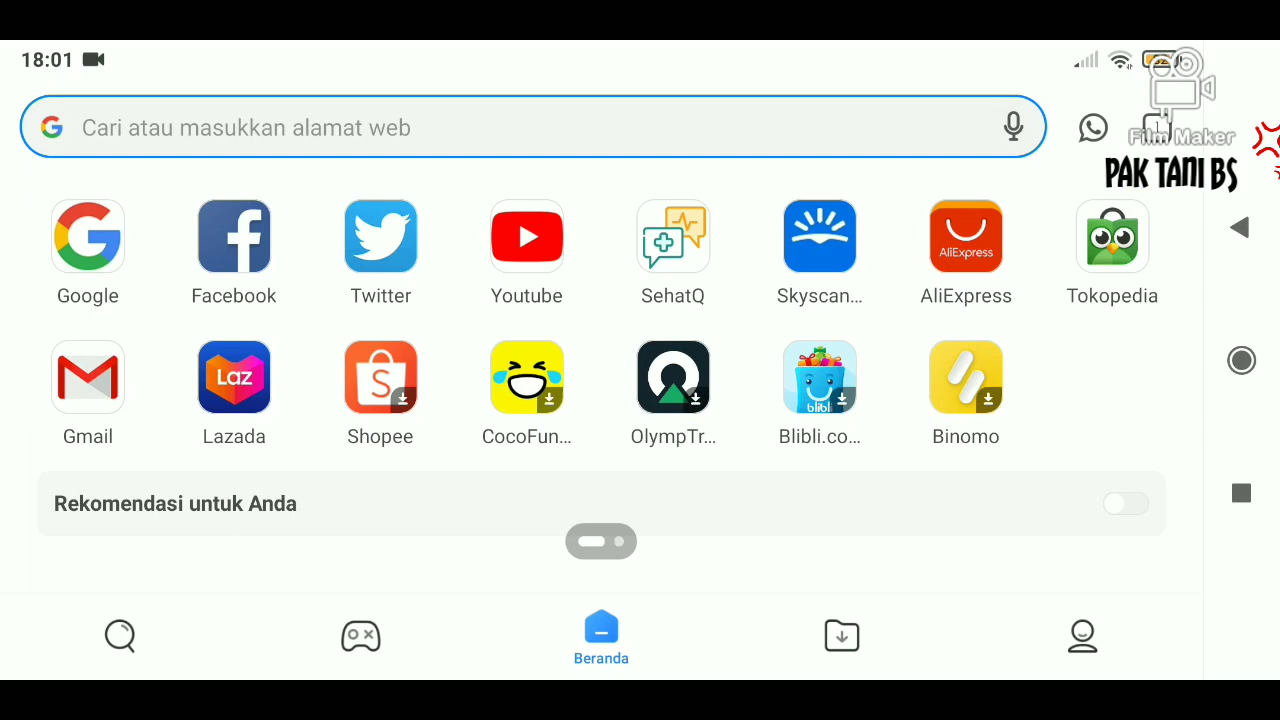 18:01
Cari atau masukkan alamat web
1
Film Maker
PAK TANI BS
AliExpress
Google
Facebook
Twitter
Youtube
SehatQ
Skyscan...
AliExpress
Tokopedia
Laz
blibli
Gmail
Lazada
Shopee
CocoFun...
OlympTr...
Blibli.co...
Binomo
Rekomendasi untuk Anda
Beranda